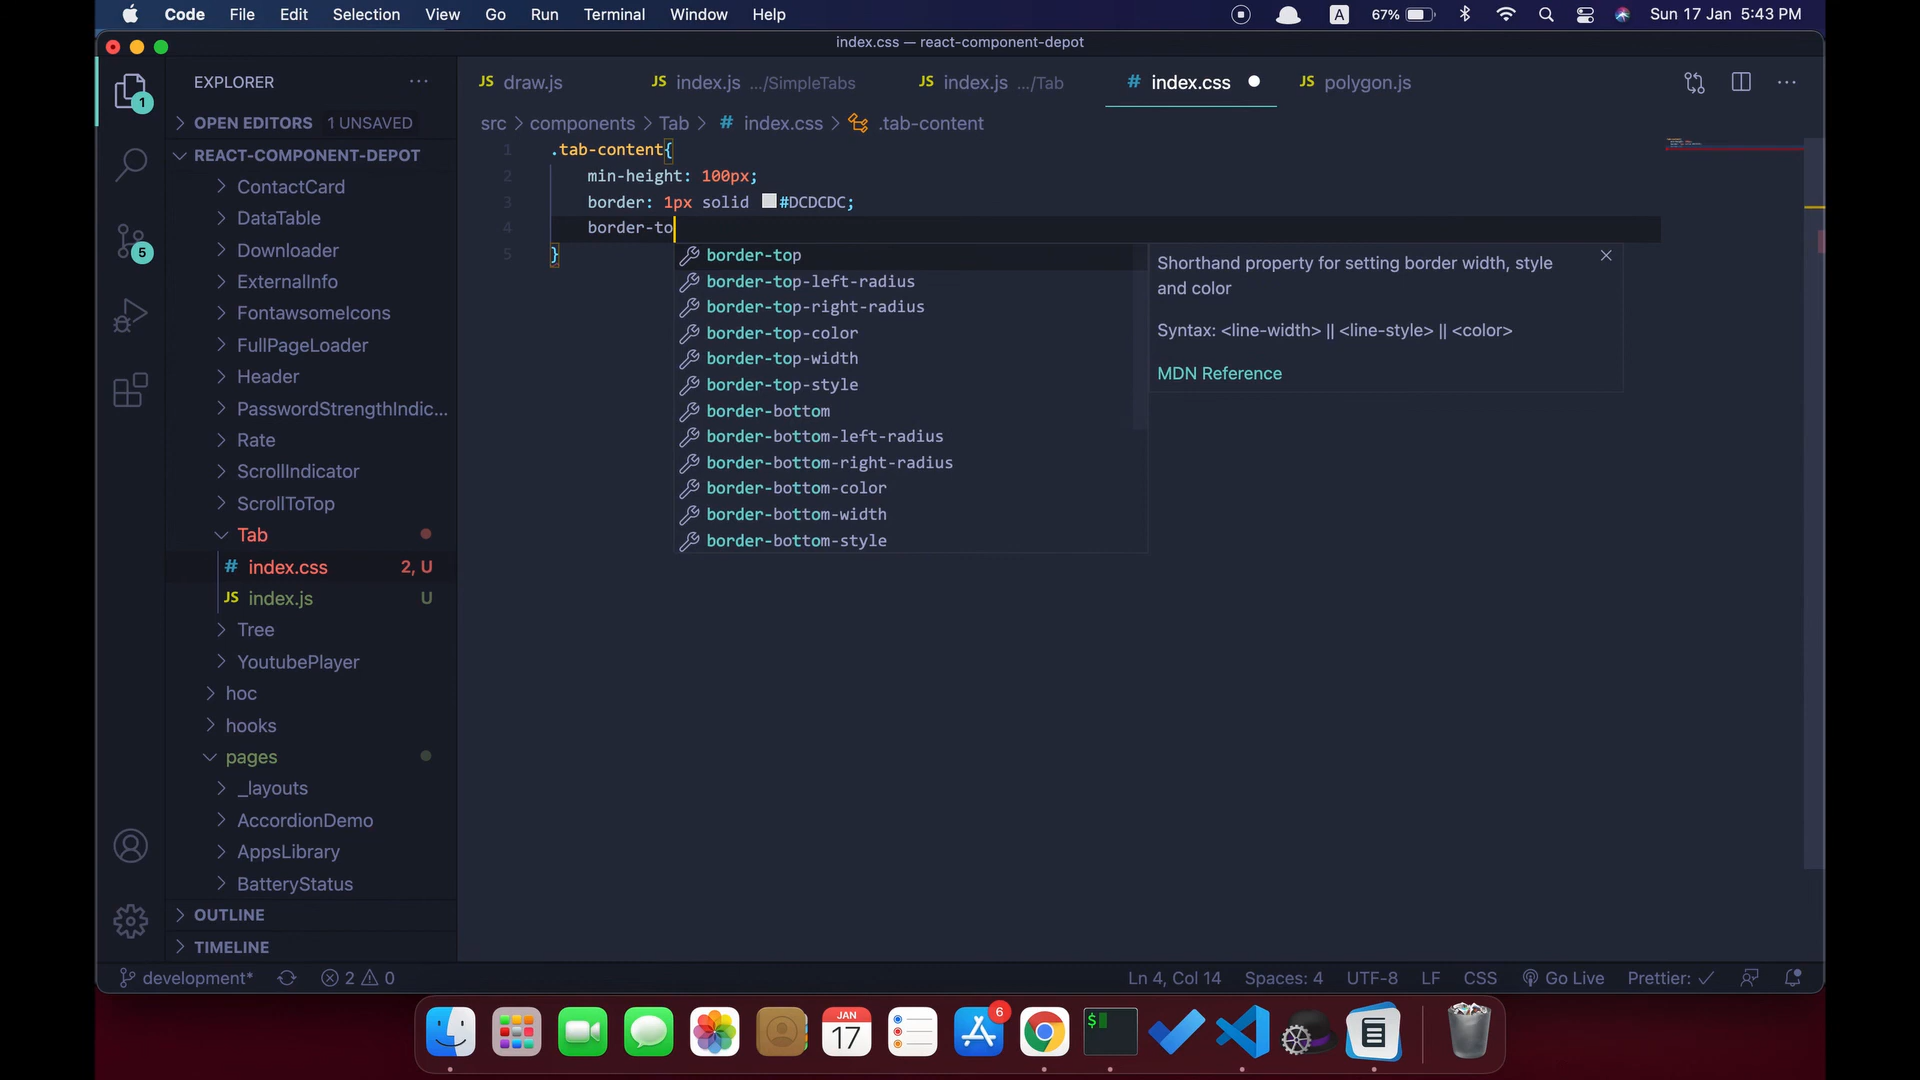 Code File Edit Selection View Go Run Terminal Window Help A 67% Sun 17 Jan 5:43 PM
index.css — react-component-depot
EXPLORER
JS draw.js JS index.js .../SimpleTabs JS index.js .../Tab # index.css JS polygon.js
1
5
OPEN EDITORS 1 UNSAVED
REACT-COMPONENT-DEPOT
ContactCard
DataTable
Downloader
ExternalInfo
FontawsomeIcons
FullPageLoader
Header
PasswordStrengthIndic...
Rate
ScrollIndicator
ScrollToTop
Tab
# index.css 2, U
JS index.js U
Tree
YoutubePlayer
hoc
hooks
pages
_layouts
AccordionDemo
AppsLibrary
BatteryStatus
OUTLINE
TIMELINE
src > components > Tab > # index.css > .tab-content
1 .tab-content{
2 min-height: 100px;
3 border: 1px solid #DCDCDC;
4 border-to
5 }
border-top
border-top-left-radius
border-top-right-radius
border-top-color
border-top-width
border-top-style
border-bottom
border-bottom-left-radius
border-bottom-right-radius
border-bottom-color
border-bottom-width
border-bottom-style
Shorthand property for setting border width, style
and color
Syntax: <line-width> || <line-style> || <color>
MDN Reference
development* 2 0 Ln 4, Col 14 Spaces: 4 UTF-8 LF CSS Go Live Prettier: ✓
JAN
17
6
$